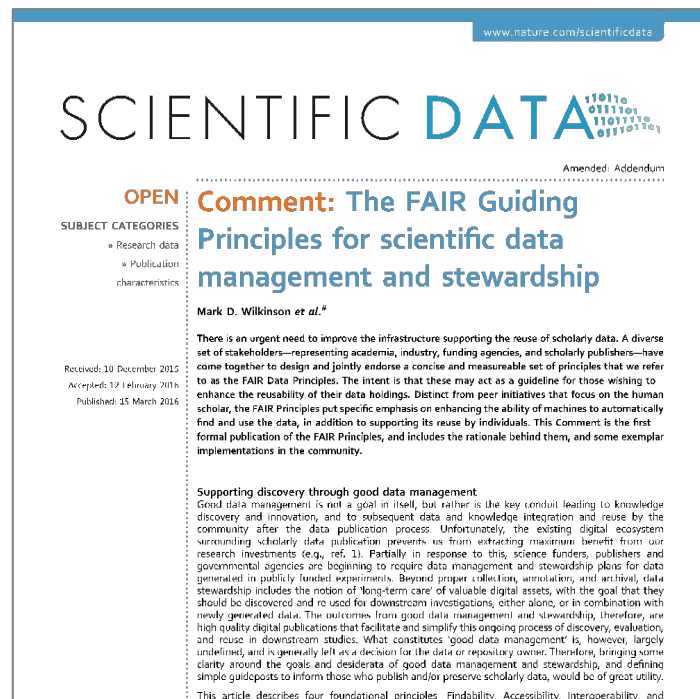 www.nature.com/scientificdata
SCIENTIFIC DATA
110110
0111101
11011110
011101101
Amended: Addendum
OPEN
SUBJECT CATEGORIES
» Research data
» Publication
characteristics
Received: 10 December 2015
Accepted: 12 February 2016
Published: 15 March 2016
Comment: The FAIR Guiding
Principles for scientific data
management and stewardship
Mark D. Wilkinson et al.#
There is an urgent need to improve the infrastructure supporting the reuse of scholarly data. A diverse
set of stakeholders—representing academia, industry, funding agencies, and scholarly publishers—have
come together to design and jointly endorse a concise and measureable set of principles that we refer
to as the FAIR Data Principles. The intent is that these may act as a guideline for those wishing to
enhance the reusability of their data holdings. Distinct from peer initiatives that focus on the human
scholar, the FAIR Principles put specific emphasis on enhancing the ability of machines to automatically
find and use the data, in addition to supporting its reuse by individuals. This Comment is the first
formal publication of the FAIR Principles, and includes the rationale behind them, and some exemplar
implementations in the community.
Supporting discovery through good data management
Good data management is not a goal in itself, but rather is the key conduit leading to knowledge
discovery and innovation, and to subsequent data and knowledge integration and reuse by the
community after the data publication process. Unfortunately, the existing digital ecosystem
surrounding scholarly data publication prevents us from extracting maximum benefit from our
research investments (e.g., ref. 1). Partially in response to this, science funders, publishers and
governmental agencies are beginning to require data management and stewardship plans for data
generated in publicly funded experiments. Beyond proper collection, annotation, and archival, data
stewardship includes the notion of 'long-term care' of valuable digital assets, with the goal that they
should be discovered and re used for downstream investigations, either alone, or in combination with
newly generated data. The outcomes from good data management and stewardship, therefore, are
high quality digital publications that facilitate and simplify this ongoing process of discovery, evaluation,
and reuse in downstream studies. What constitutes 'good data management' is, however, largely
undefined, and is generally left as a decision for the data or repository owner. Therefore, bringing some
clarity around the goals and desiderata of good data management and stewardship, and defining
simple guideposts to inform those who publish and/or preserve scholarly data, would be of great utility.
This article describes four foundational principles Findability, Accessibility, Interoperability, and